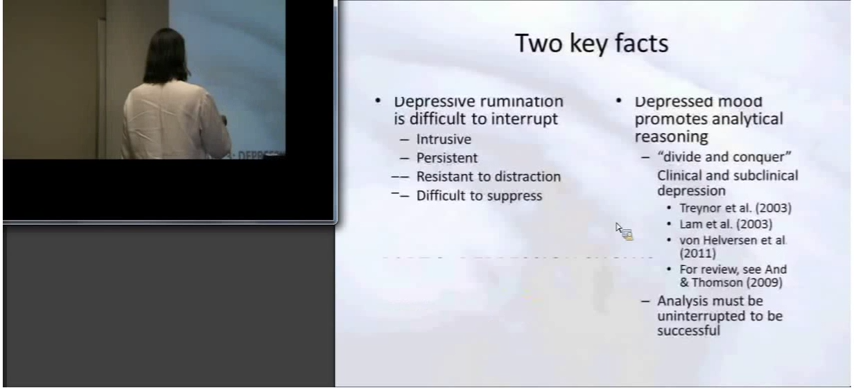 Two key facts
• Depressive rumination
is difficult to interrupt
– Intrusive
– Persistent
–– Resistant to distraction
–– Difficult to suppress
• Depressed mood
promotes analytical
reasoning
– “divide and conquer”
Clinical and subclinical
depression
• Treynor et al. (2003)
• Lam et al. (2003)
• von Helversen et al
(2011)
• For review, see And
& Thomson (2009)
– Analysis must be
uninterrupted to be
successful